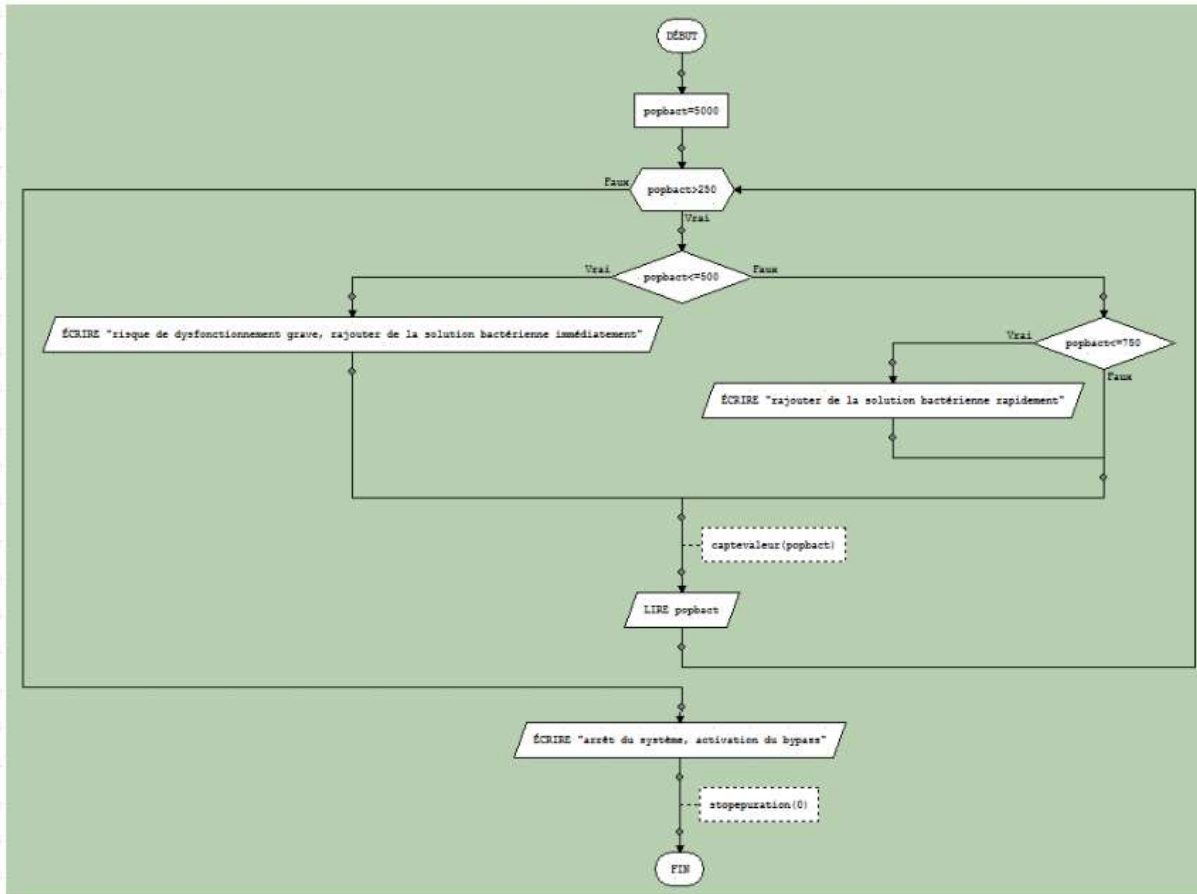 DÉBUT
popbact=5000
Faux
popbact>250
Vrai
Vrai
popbact<=500
Faux
ÉCRIRE "risque de dysfonctionnement grave, rajouter de la solution bactérienne immédiatement"
Vrai
popbact<=750
Faux
ÉCRIRE "rajouter de la solution bactérienne rapidement"
captevaleur(popbact)
LIRE popbact
ÉCRIRE "arrêt du système, activation du bypass"
stopepuration(0)
FIN